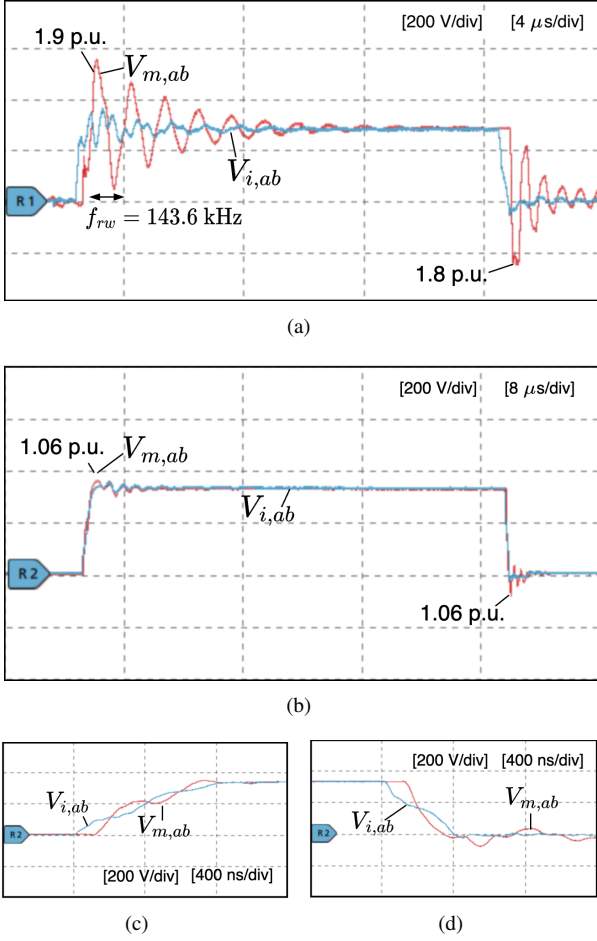 [200 V/div] [4 μs/div]
1.9 p.u.
V_{m,ab}
V_{i,ab}
R1
f_{rw} = 143.6 kHz
1.8 p.u.
(a)
[200 V/div] [8 μs/div]
1.06 p.u.
V_{m,ab}
V_{i,ab}
R2
1.06 p.u.
(b)
V_{i,ab}
R2
V_{m,ab}
[200 V/div] [400 ns/div]
(c)
[200 V/div] [400 ns/div]
V_{m,ab}
V_{i,ab}
R2
(d)